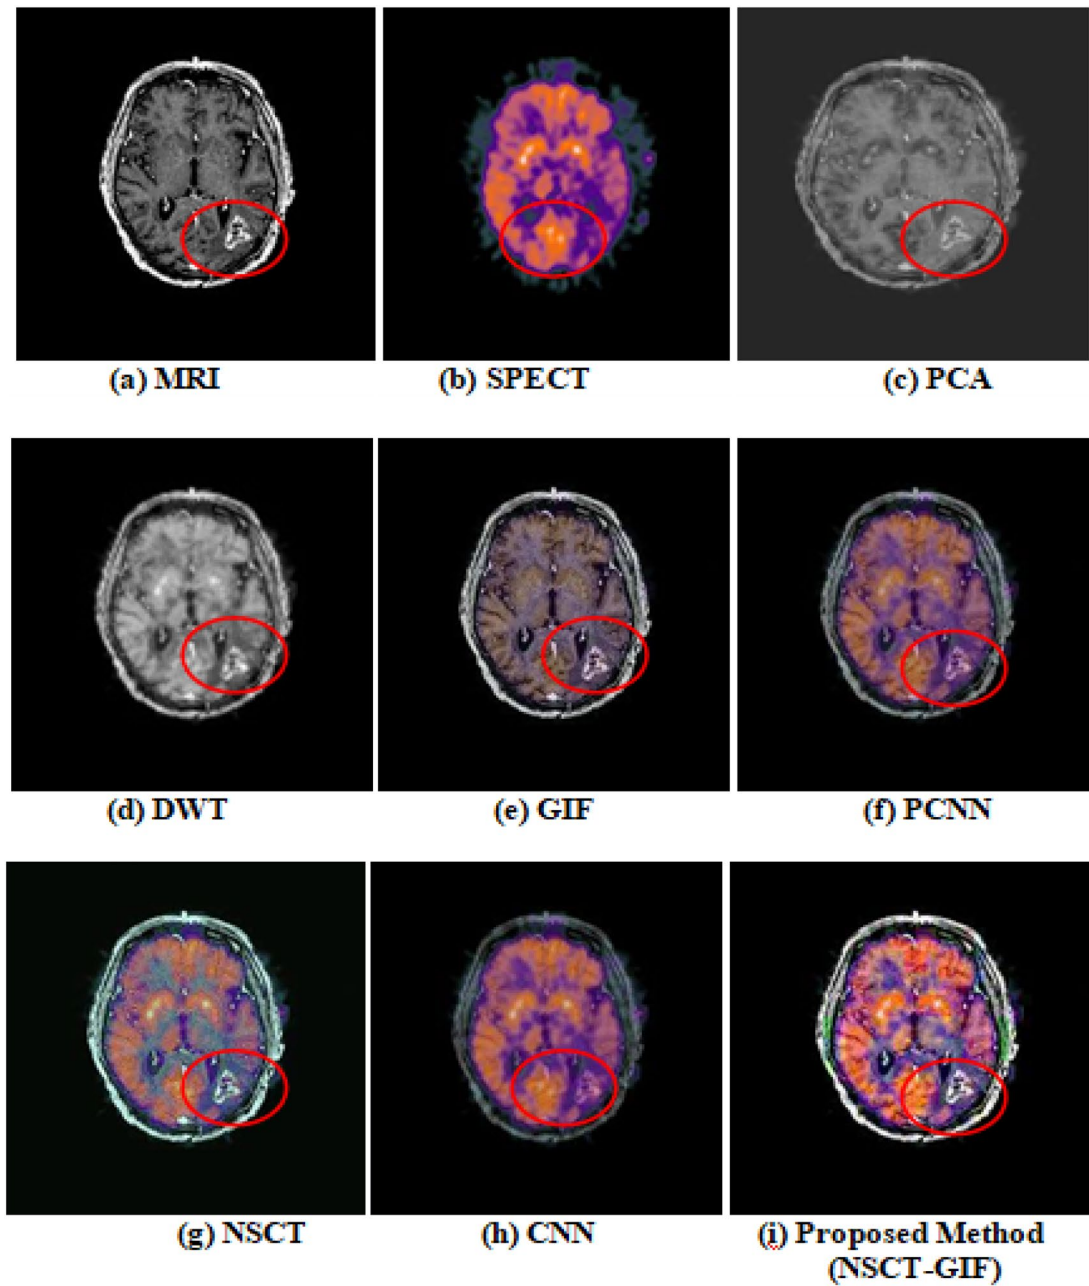 (a) MRI
(b) SPECT
(c) PCA
(d) DWT
(e) GIF
(f) PCNN
(g) NSCT
(h) CNN
(i) Proposed Method
(NSCT-GIF)